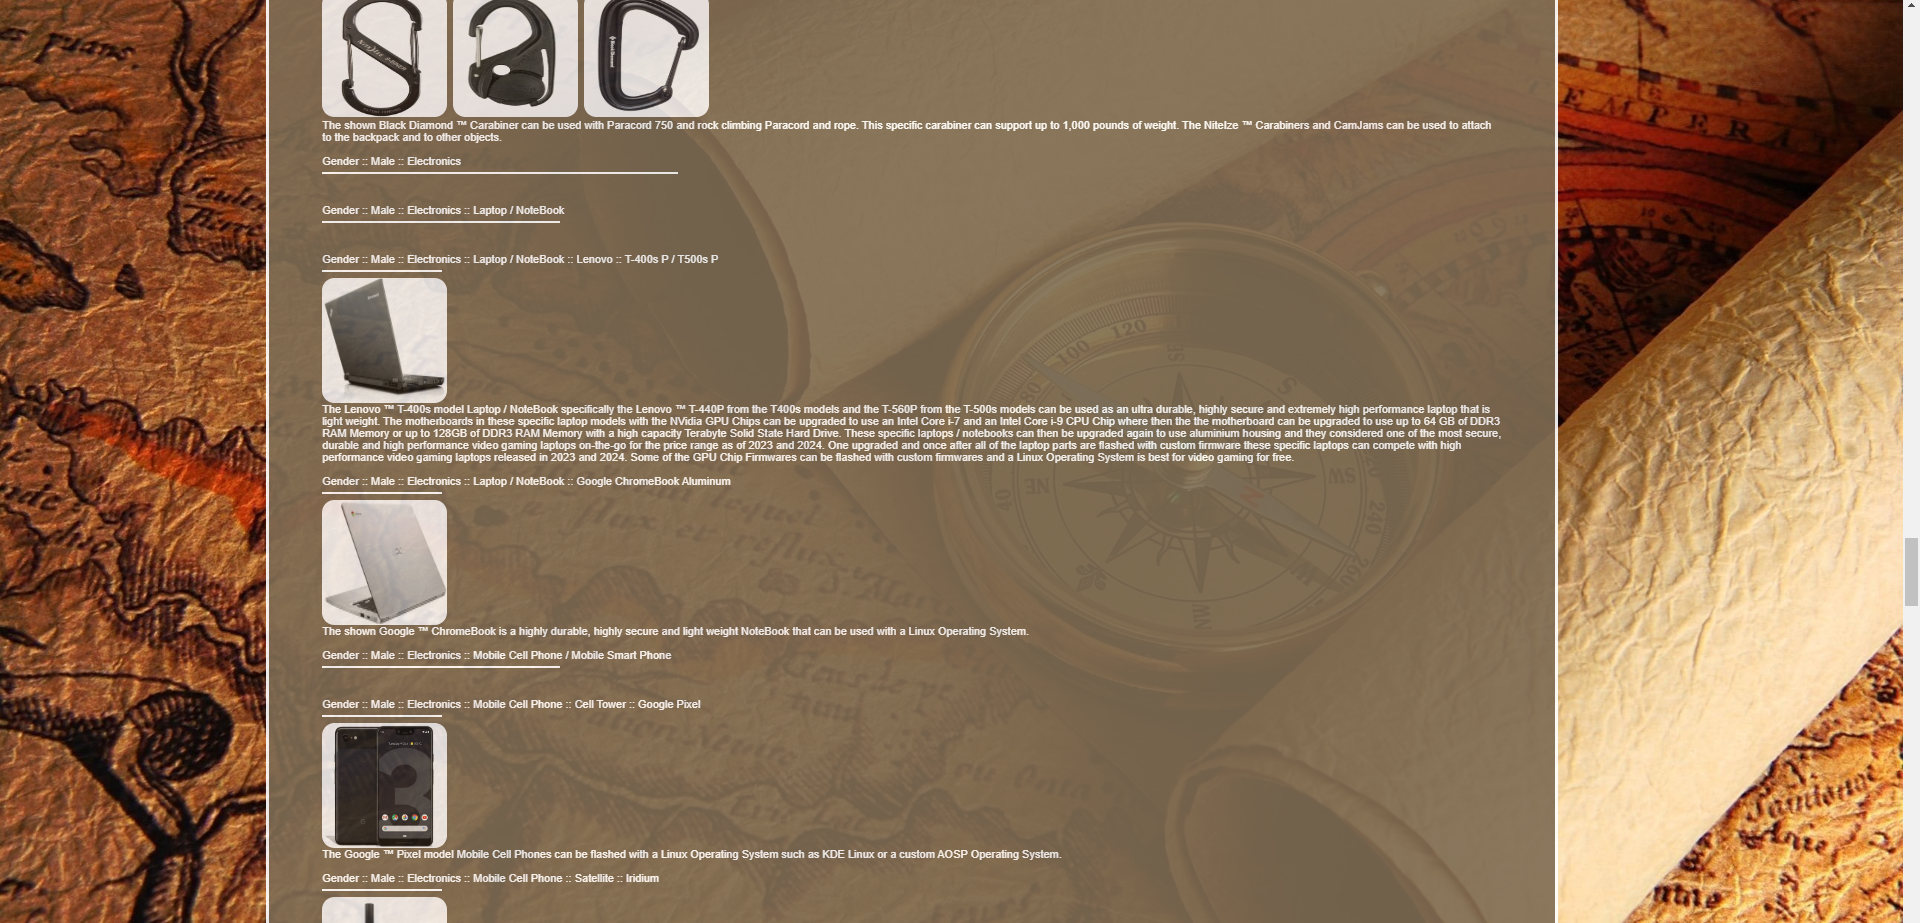 The shown Black Diamond ™ Carabiner can be used with Paracord 750 and rock climbing Paracord and rope. This specific carabiner can support up to 1,000 pounds of weight. The NiteIze ™ Carabiners and CamJams can be used to attach
to the backpack and to other objects.
Gender :: Male :: Electronics
Gender :: Male :: Electronics :: Laptop / NoteBook
Gender :: Male :: Electronics :: Laptop / NoteBook :: Lenovo :: T-400s P / T500s P
The Lenovo ™ T-400s model Laptop / NoteBook specifically the Lenovo ™ T-440P from the T400s models and the T-560P from the T-500s models can be used as an ultra durable, highly secure and extremely high performance laptop that is
light weight. The motherboards in these specific laptop models with the NVidia GPU Chips can be upgraded to use an Intel Core i-7 and an Intel Core i-9 CPU Chip where then the the motherboard can be upgraded to use up to 64 GB of DDR3
RAM Memory or up to 128GB of DDR3 RAM Memory with a high capacity Terabyte Solid State Hard Drive. These specific laptops / notebooks can then be upgraded again to use aluminium housing and they considered one of the most secure,
durable and high performance video gaming laptops on-the-go for the price range as of 2023 and 2024. One upgraded and once after all of the laptop parts are flashed with custom firmware these specific laptops can compete with high
performance video gaming laptops released in 2023 and 2024. Some of the GPU Chip Firmwares can be flashed with custom firmwares and a Linux Operating System is best for video gaming for free.
Gender :: Male :: Electronics :: Laptop / NoteBook :: Google ChromeBook Aluminum
The shown Google ™ ChromeBook is a highly durable, highly secure and light weight NoteBook that can be used with a Linux Operating System.
Gender :: Male :: Electronics :: Mobile Cell Phone / Mobile Smart Phone
Gender :: Male :: Electronics :: Mobile Cell Phone :: Cell Tower :: Google Pixel
The Google ™ Pixel model Mobile Cell Phones can be flashed with a Linux Operating System such as KDE Linux or a custom AOSP Operating System.
Gender :: Male :: Electronics :: Mobile Cell Phone :: Satellite :: Iridium
100
120
SE
S
SW
240
260
NW
NE
40
80
EMPERA